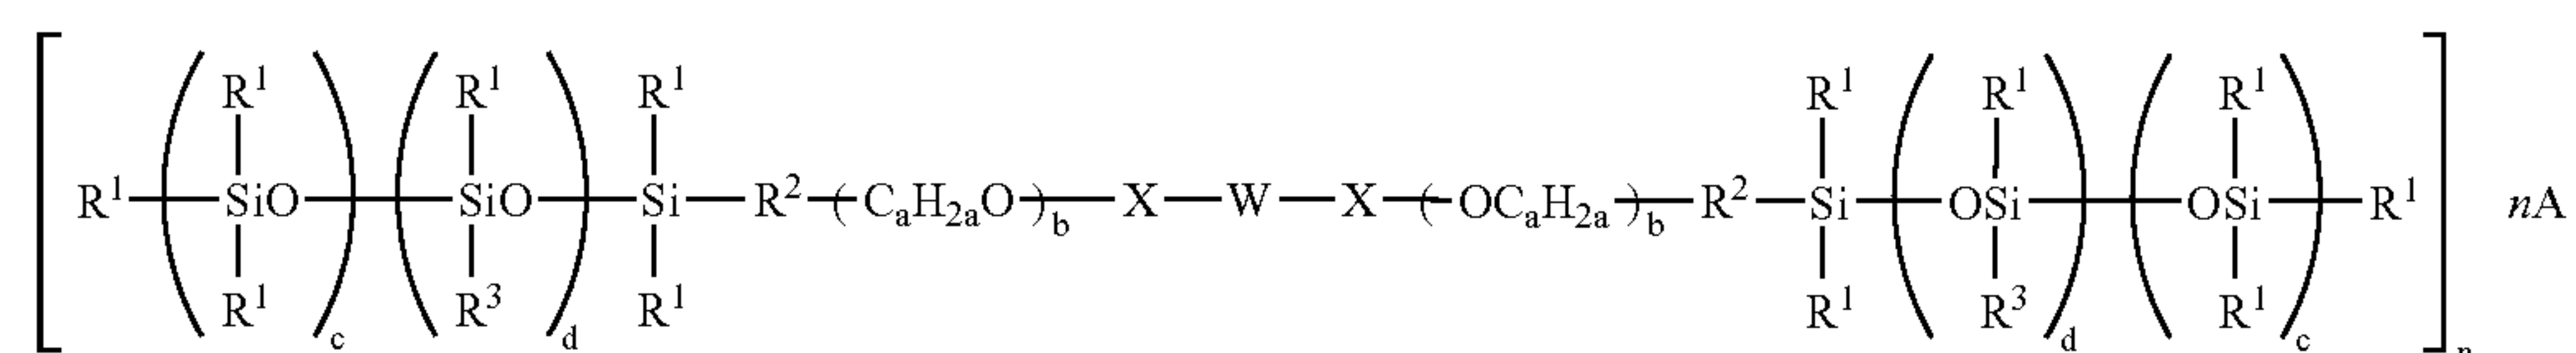 R¹ R¹ R¹ R¹ R¹ R¹
[ R¹—(SiO)c—(SiO)d—Si—R²—(CₐH₂ₐO)b—X—W—X—(OCₐH₂ₐ)b—R²—Si—(OSi)d—(OSi)c—R¹ ]n nA
R¹ R³ R¹ R¹ R³ R¹